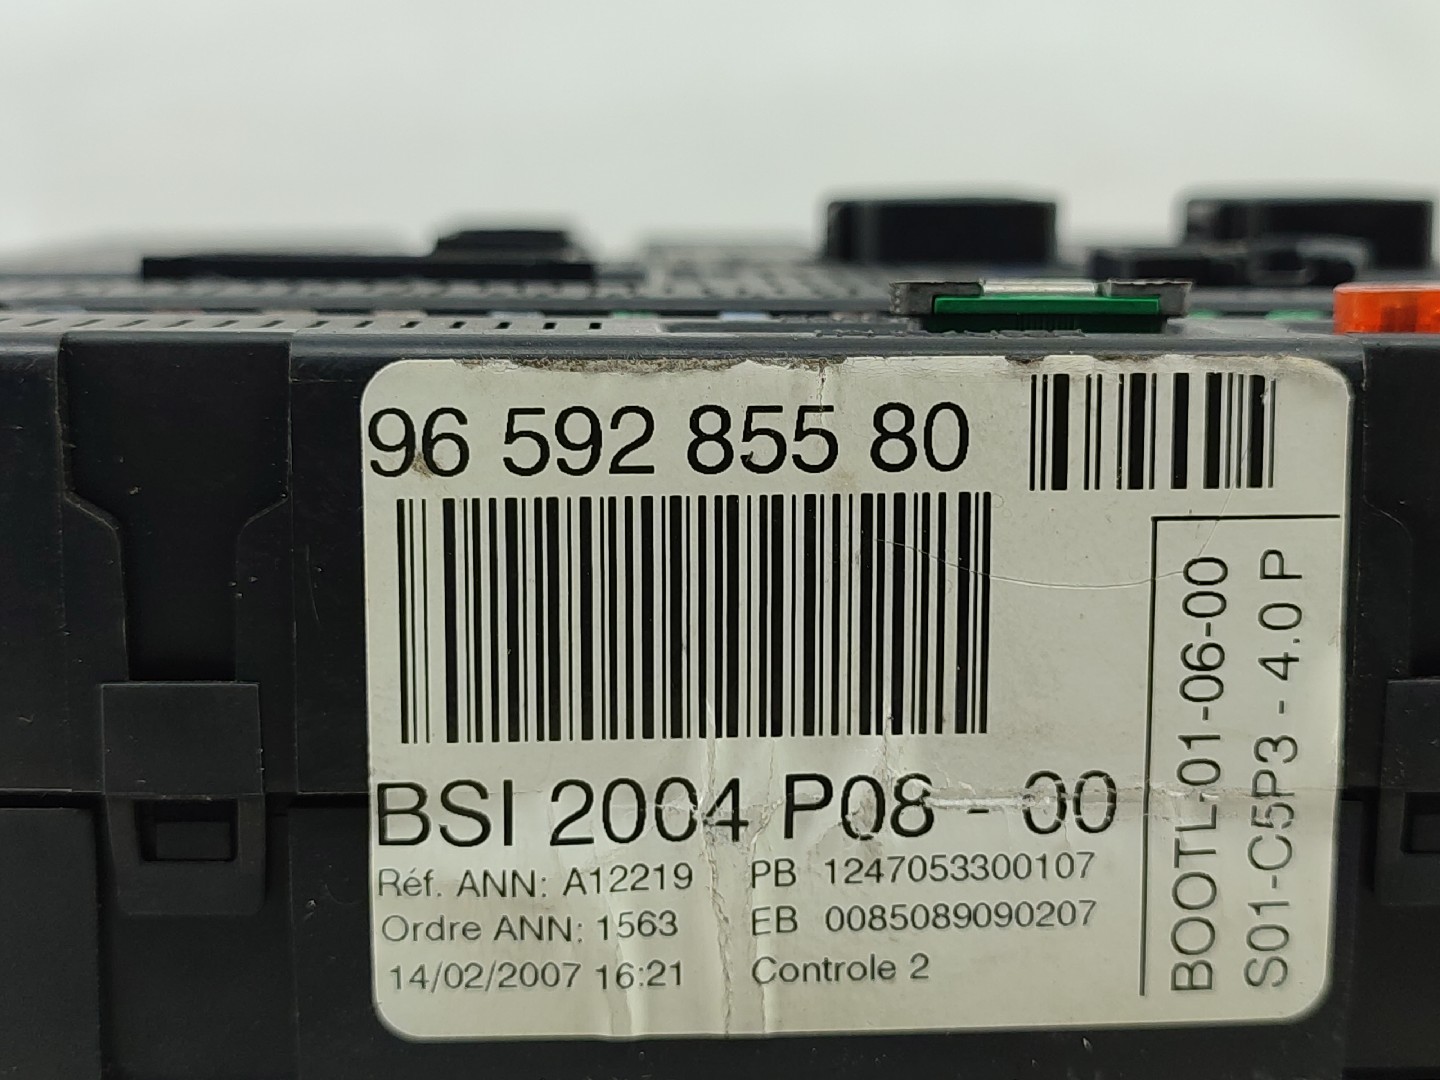 96 592 855 80
BSI 2004 P08 - 00
Réf. ANN: A12219 PB 1247053300107
Ordre ANN: 1563 EB 0085089090207
14/02/2007 16:21 Controle 2
BOOTL-01-06-00
S01-C5P3 - 4.0 P